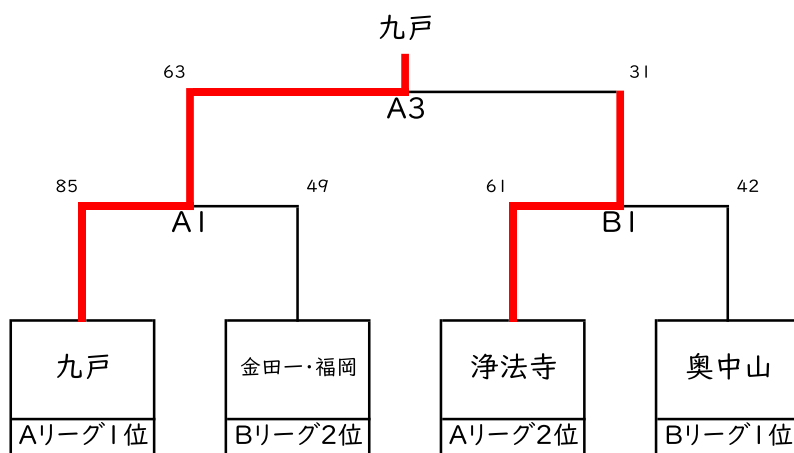 九戸
63
31
A3
85
49
61
42
A1
B1
九戸
金田一・福岡
浄法寺
奥中山
Aリーグ1位
Bリーグ2位
Aリーグ2位
Bリーグ1位